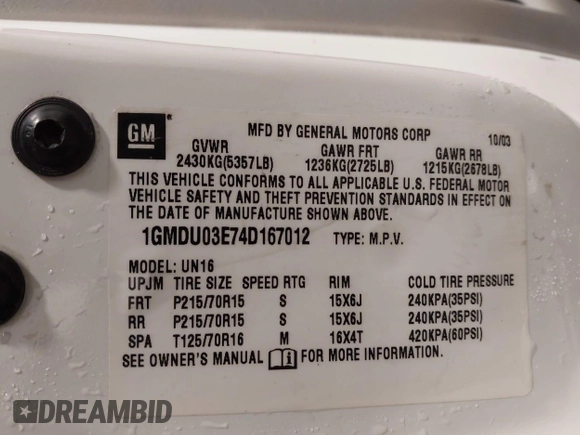 GM ®
MFD BY GENERAL MOTORS CORP 10/03
GVWR GAWR FRT GAWR RR
2430KG(5357LB) 1236KG(2725LB) 1215KG(2678LB)
THIS VEHICLE CONFORMS TO ALL APPLICABLE U.S. FEDERAL MOTOR
VEHICLE SAFETY AND THEFT PREVENTION STANDARDS IN EFFECT ON
THE DATE OF MANUFACTURE SHOWN ABOVE.
1GMDU03E74D167012 TYPE: M.P.V.
MODEL: UN16
UPJM TIRE SIZE SPEED RTG RIM COLD TIRE PRESSURE
FRT P215/70R15 S 15X6J 240KPA(35PSI)
RR P215/70R15 S 15X6J 240KPA(35PSI)
SPA T125/70R16 M 16X4T 420KPA(60PSI)
SEE OWNER'S MANUAL i FOR MORE INFORMATION.
DREAMBID